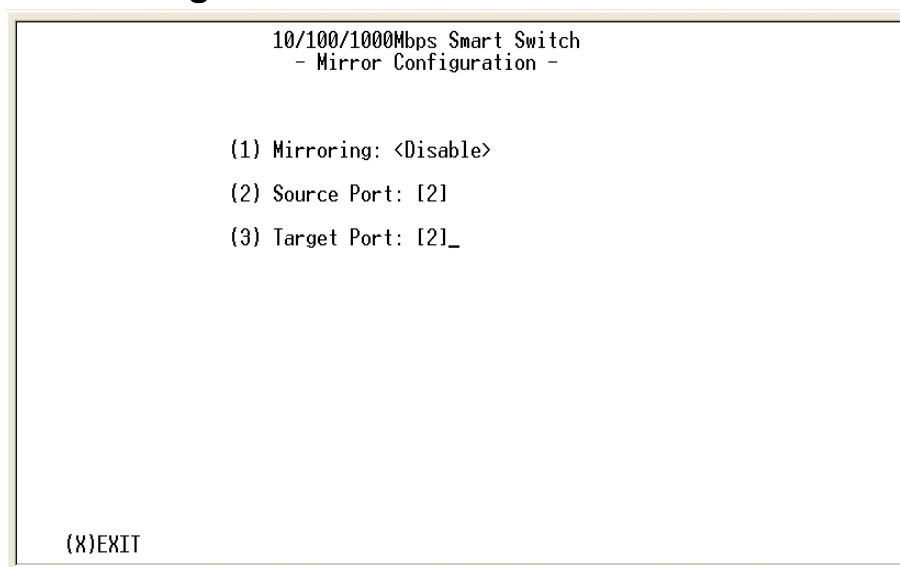 10/100/1000Mbps Smart Switch
- Mirror Configuration -
(1) Mirroring: <Disable>
(2) Source Port: [2]
(3) Target Port: [2]_
(X)EXIT